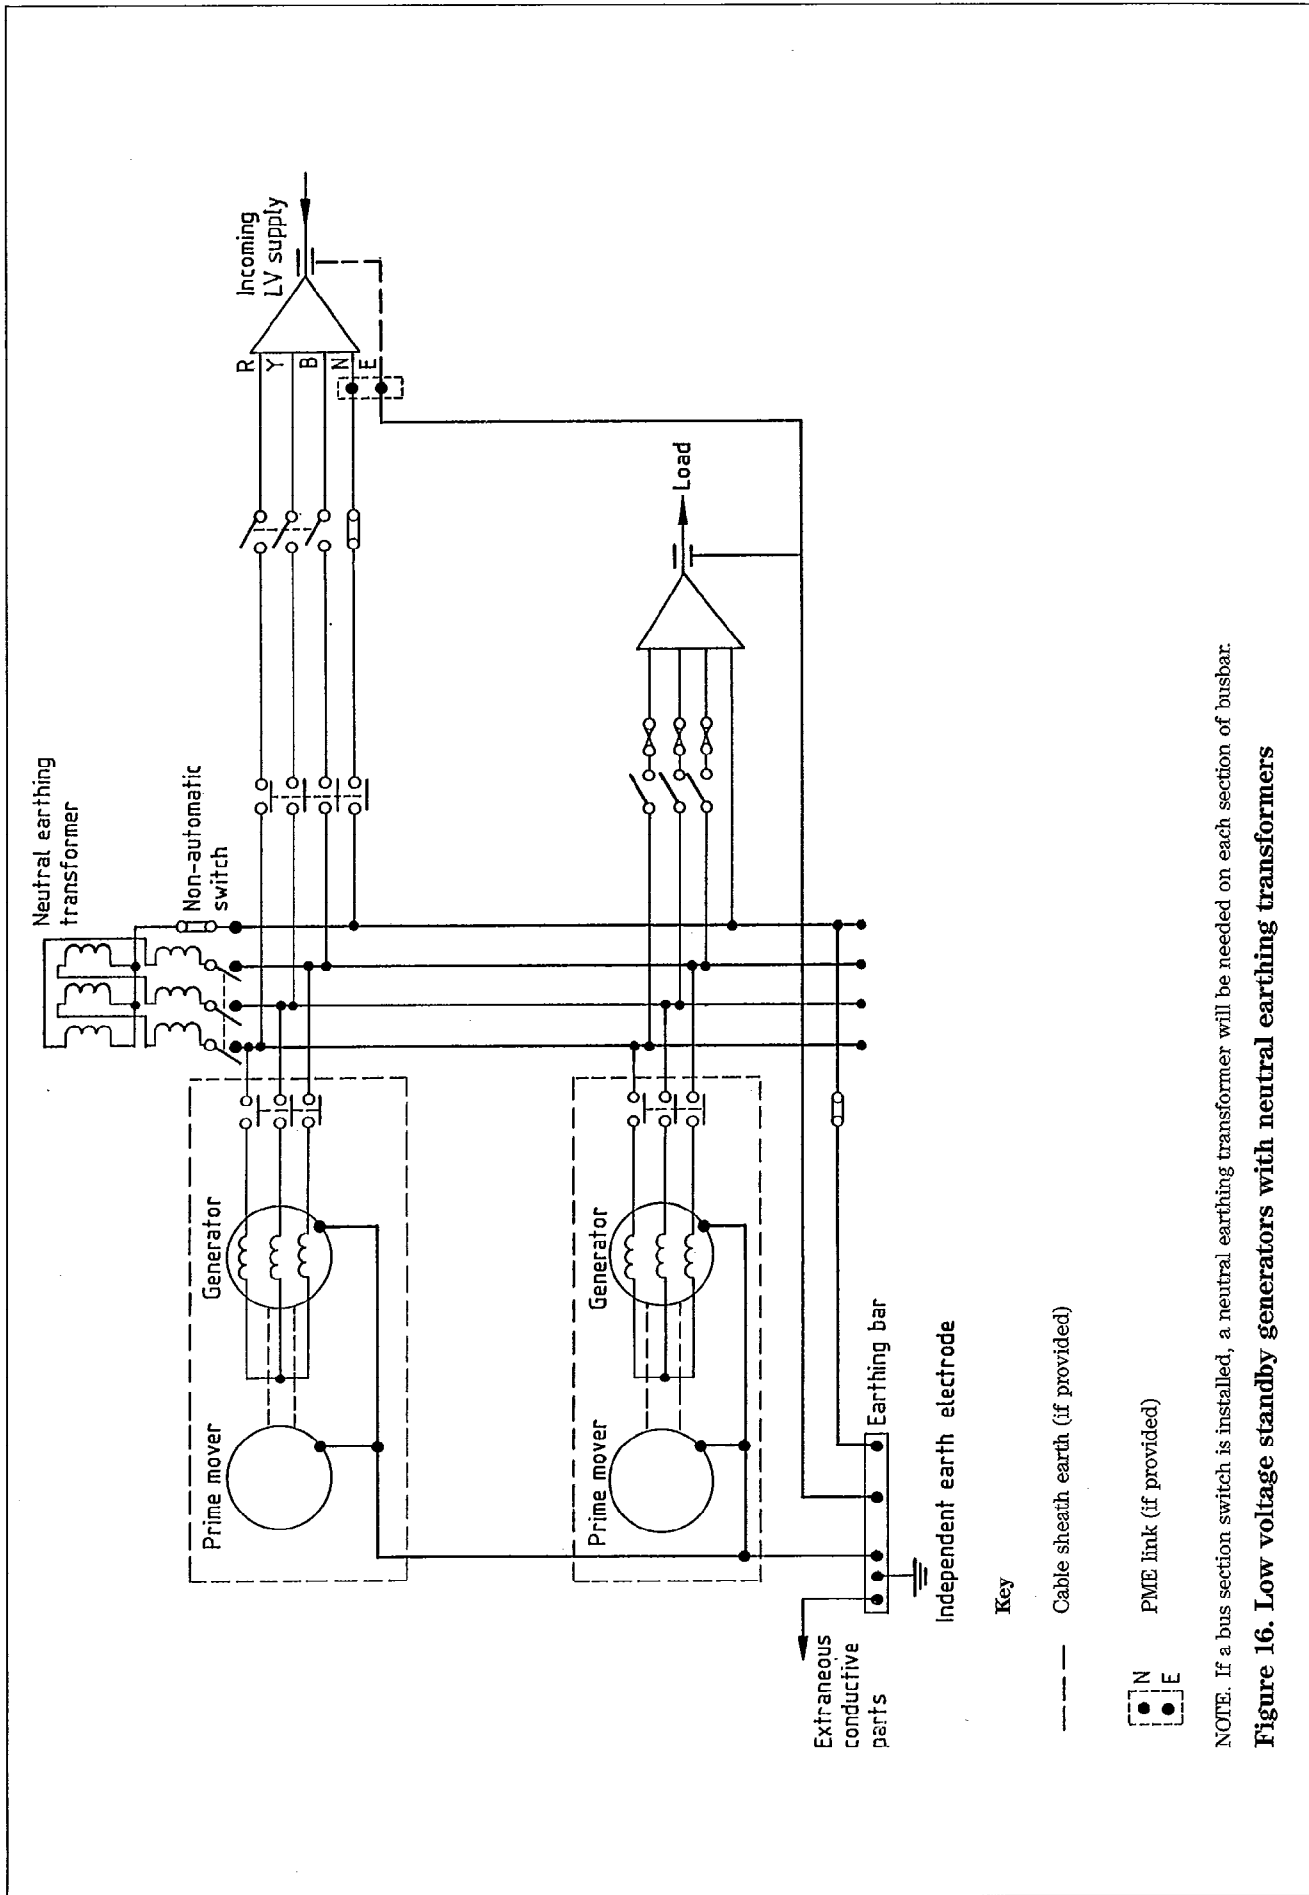 Neutral earthing
transformer
Non-automatic
switch
Incoming
LV supply
R
Y
B
N
E
Generator
Prime mover
Load
Generator
Prime mover
Earthing bar
Independent earth electrode
Extraneous
conductive
parts
Key
Cable sheath earth (if provided)
N
E
PME link (if provided)
NOTE. If a bus section switch is installed, a neutral earthing transformer will be needed on each section of busbar.
Figure 16. Low voltage standby generators with neutral earthing transformers